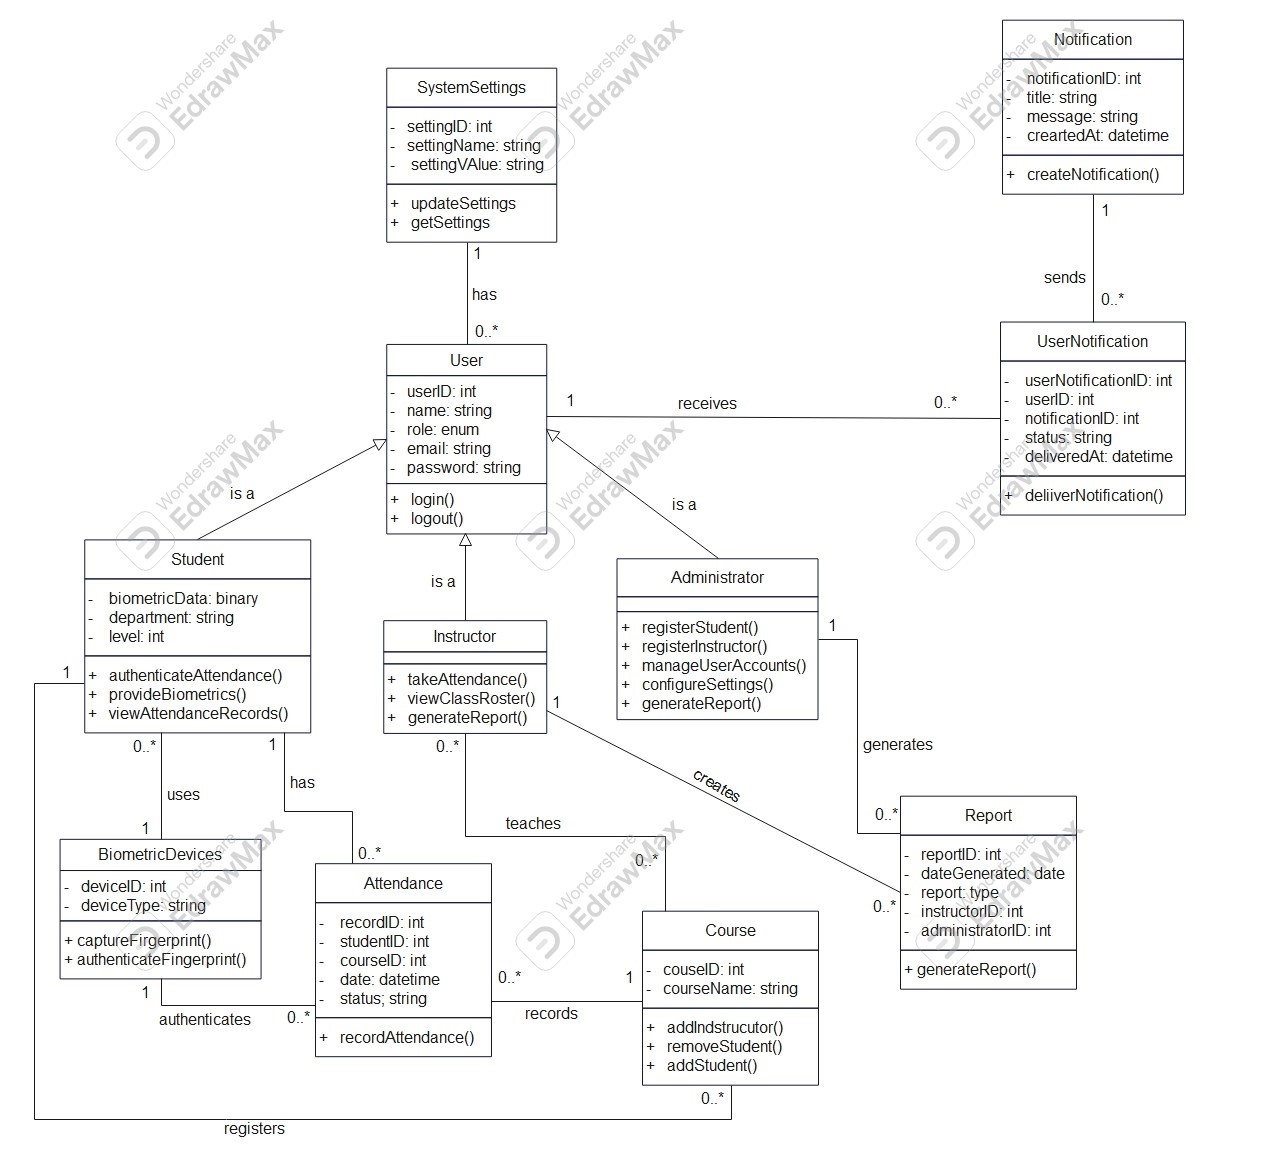 Notification
- notificationID: int
- title: string
- message: string
- creartedAt: datetime
+ createNotification()
SystemSettings
- settingID: int
- settingName: string
- settingVAlue: string
+ updateSettings
+ getSettings
1
has
0..*
1
sends
0..*
User
- userID: int
- name: string
- role: enum
- email: string
- password: string
+ login()
+ logout()
1
receives
0..*
UserNotification
- userNotificationID: int
- userID: int
- notificationID: int
- status: string
- deliveredAt: datetime
+ deliiverNotification()
is a
is a
is a
Student
- biometricData: binary
- department: string
- level: int
+ authenticateAttendance()
+ provideBiometrics()
+ viewAttendanceRecords()
Instructor
+ takeAttendance()
+ viewClassRoster()
+ generateReport()
Administrator
+ registerStudent()
+ registerInstructor()
+ manageUserAccounts()
+ configureSettings()
+ generateReport()
1
1
1
0..*
1
0..*
generates
has
uses
creates
teaches
1
0..*
0..*
0..*
0..*
BiometricDevices
- deviceID: int
- deviceType: string
+ captureFirgerprint()
+ authenticateFingerprint()
Attendance
- recordID: int
- studentID: int
- courseID: int
- date: datetime
- status; string
+ recordAttendance()
Report
- reportID: int
- dateGenerated: date
- report: type
- instructorID: int
- administratorID: int
+ generateReport()
Course
- couseID: int
- courseName: string
+ addIndstrucutor()
+ removeStudent()
+ addStudent()
1
authenticates
0..*
0..*
records
1
0..*
registers
Wondershare
EdrawMax
Wondershare
EdrawMax
Wondershare
EdrawMax
Wondershare
EdrawMax
Wondershare
EdrawMax
Wondershare
EdrawMax
Wondershare
EdrawMax
Wondershare
EdrawMax
Wondershare
EdrawMax